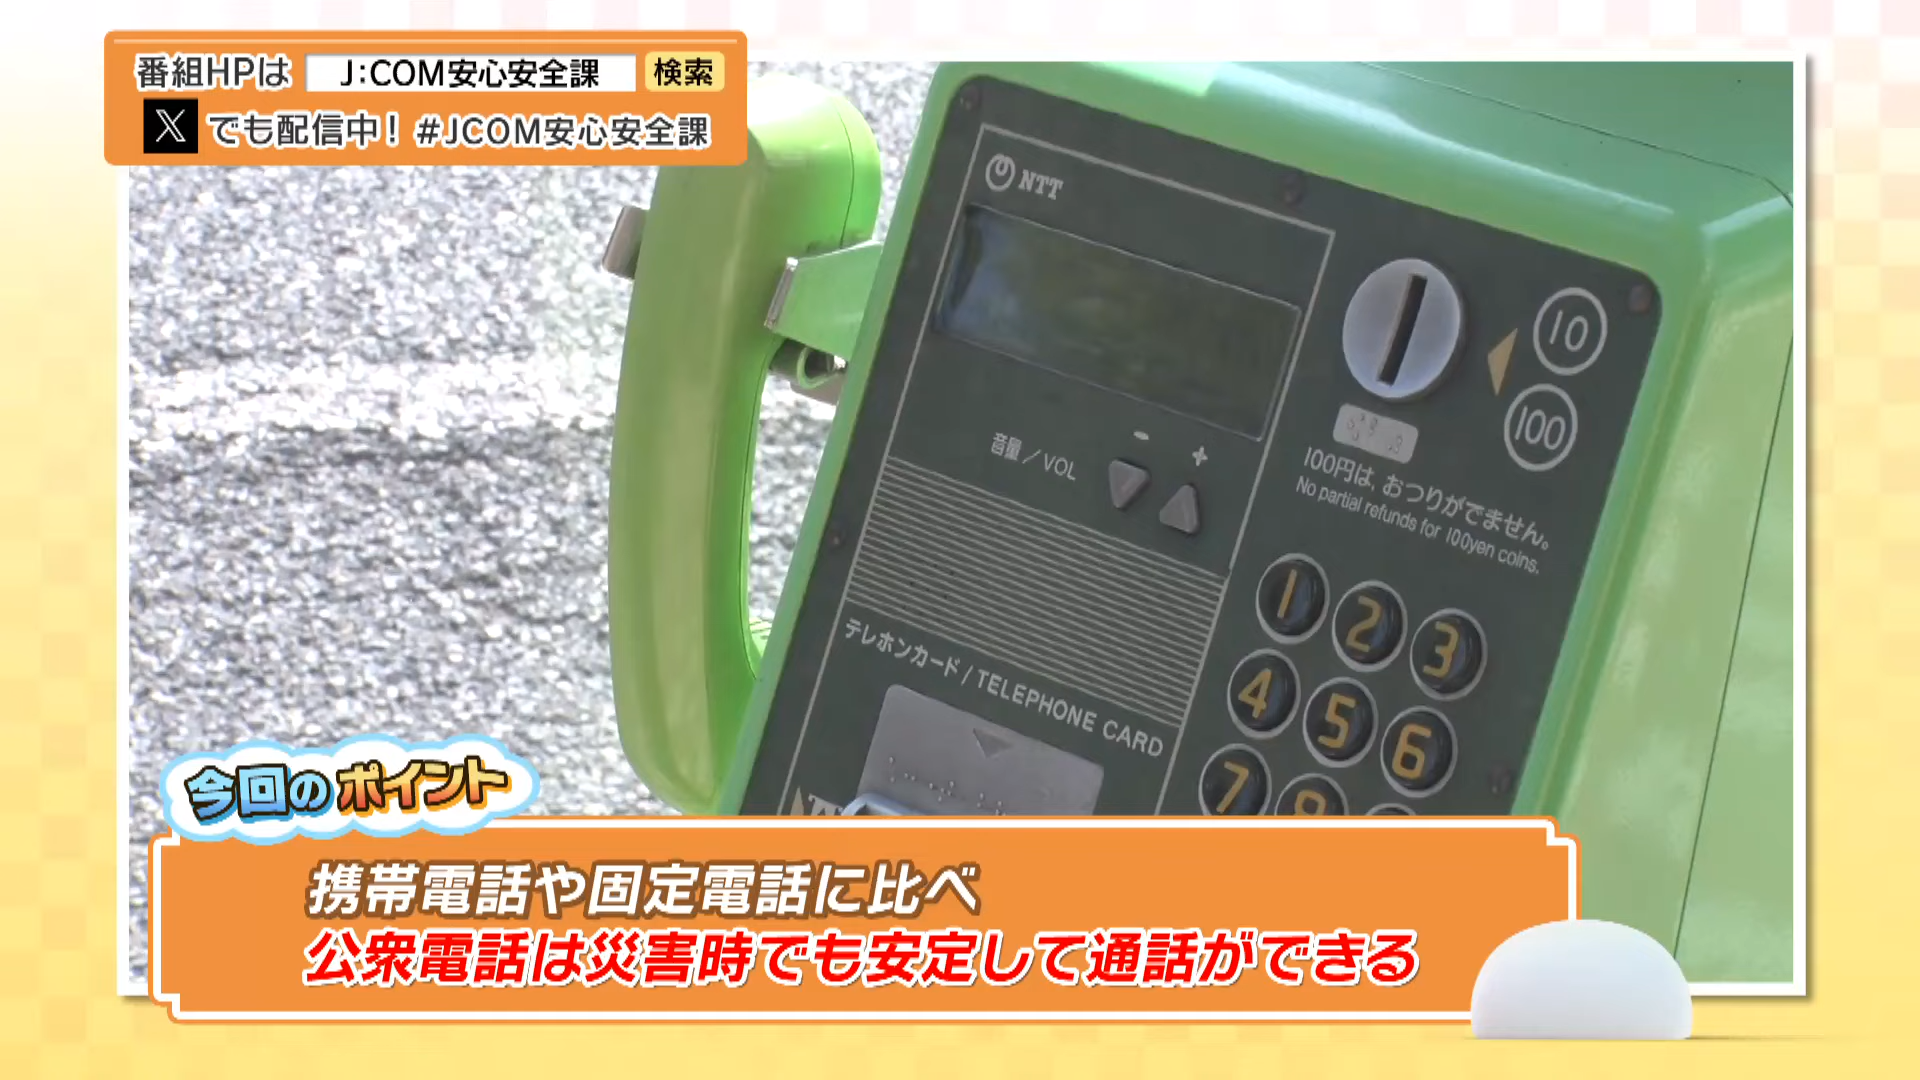 番組HPは J:COM安心安全課 検索
X でも配信中! #JCOM安心安全課
NTT
10
100
音量/VOL
- +
100円は、おつりがでません。
No partial refunds for 100yen coins.
テレホンカード/TELEPHONE CARD
1 2 3
4 5 6
7 8
今回のポイント
携帯電話や固定電話に比べ
公衆電話は災害時でも安定して通話ができる